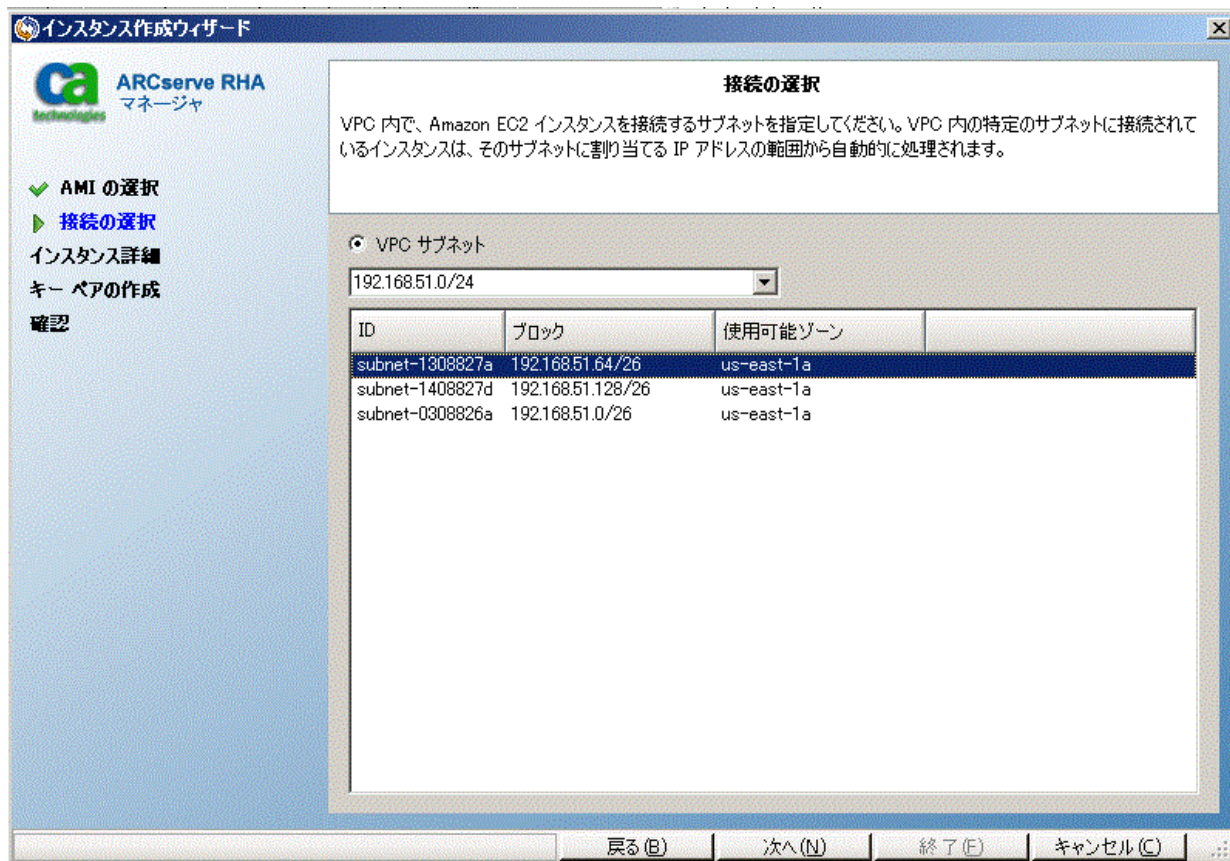 インスタンス作成ウィザード
ca
technologies
ARCserve RHA
マネージャ
AMI の選択
接続の選択
インスタンス詳細
キー ペアの作成
確認
接続の選択
VPC 内で、Amazon EC2 インスタンスを接続するサブネットを指定してください。VPC 内の特定のサブネットに接続されて
いるインスタンスは、そのサブネットに割り当てる IP アドレスの範囲から自動的に処理されます。
VPC サブネット
192.168.51.0/24
ID ブロック 使用可能ゾーン
subnet-1308827a 192.168.51.64/26 us-east-1a
subnet-1408827d 192.168.51.128/26 us-east-1a
subnet-0308826a 192.168.51.0/26 us-east-1a
戻る(B) 次へ(N) 終了(F) キャンセル(C)